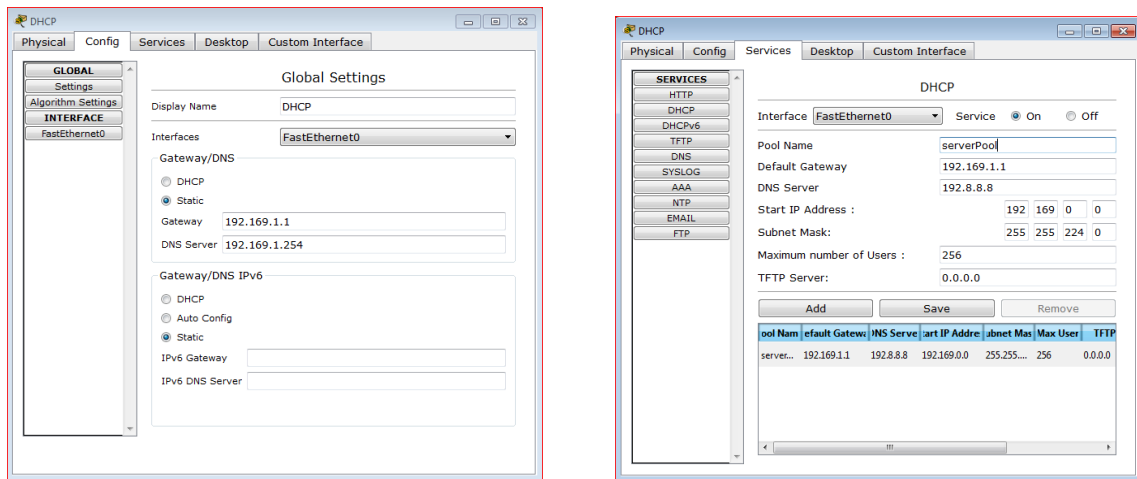 DHCP
Physical Config Services Desktop Custom Interface
GLOBAL
Settings
Algorithm Settings
INTERFACE
FastEthernet0
Global Settings
Display Name DHCP
Interfaces FastEthernet0
Gateway/DNS
DHCP
Static
Gateway 192.169.1.1
DNS Server 192.169.1.254
Gateway/DNS IPv6
DHCP
Auto Config
Static
IPv6 Gateway
IPv6 DNS Server
DHCP
Physical Config Services Desktop Custom Interface
SERVICES
HTTP
DHCP
DHCPv6
TFTP
DNS
SYSLOG
AAA
NTP
EMAIL
FTP
DHCP
Interface FastEthernet0 Service On Off
Pool Name serverPool
Default Gateway 192.169.1.1
DNS Server 192.8.8.8
Start IP Address : 192 169 0 0
Subnet Mask: 255 255 224 0
Maximum number of Users : 256
TFTP Server: 0.0.0.0
Add Save Remove
ool Nam efault Gatewa DNS Serve tart IP Addre ubnet Mas Max User TFTP
server... 192.169.1.1 192.8.8.8 192.169.0.0 255.255.... 256 0.0.0.0